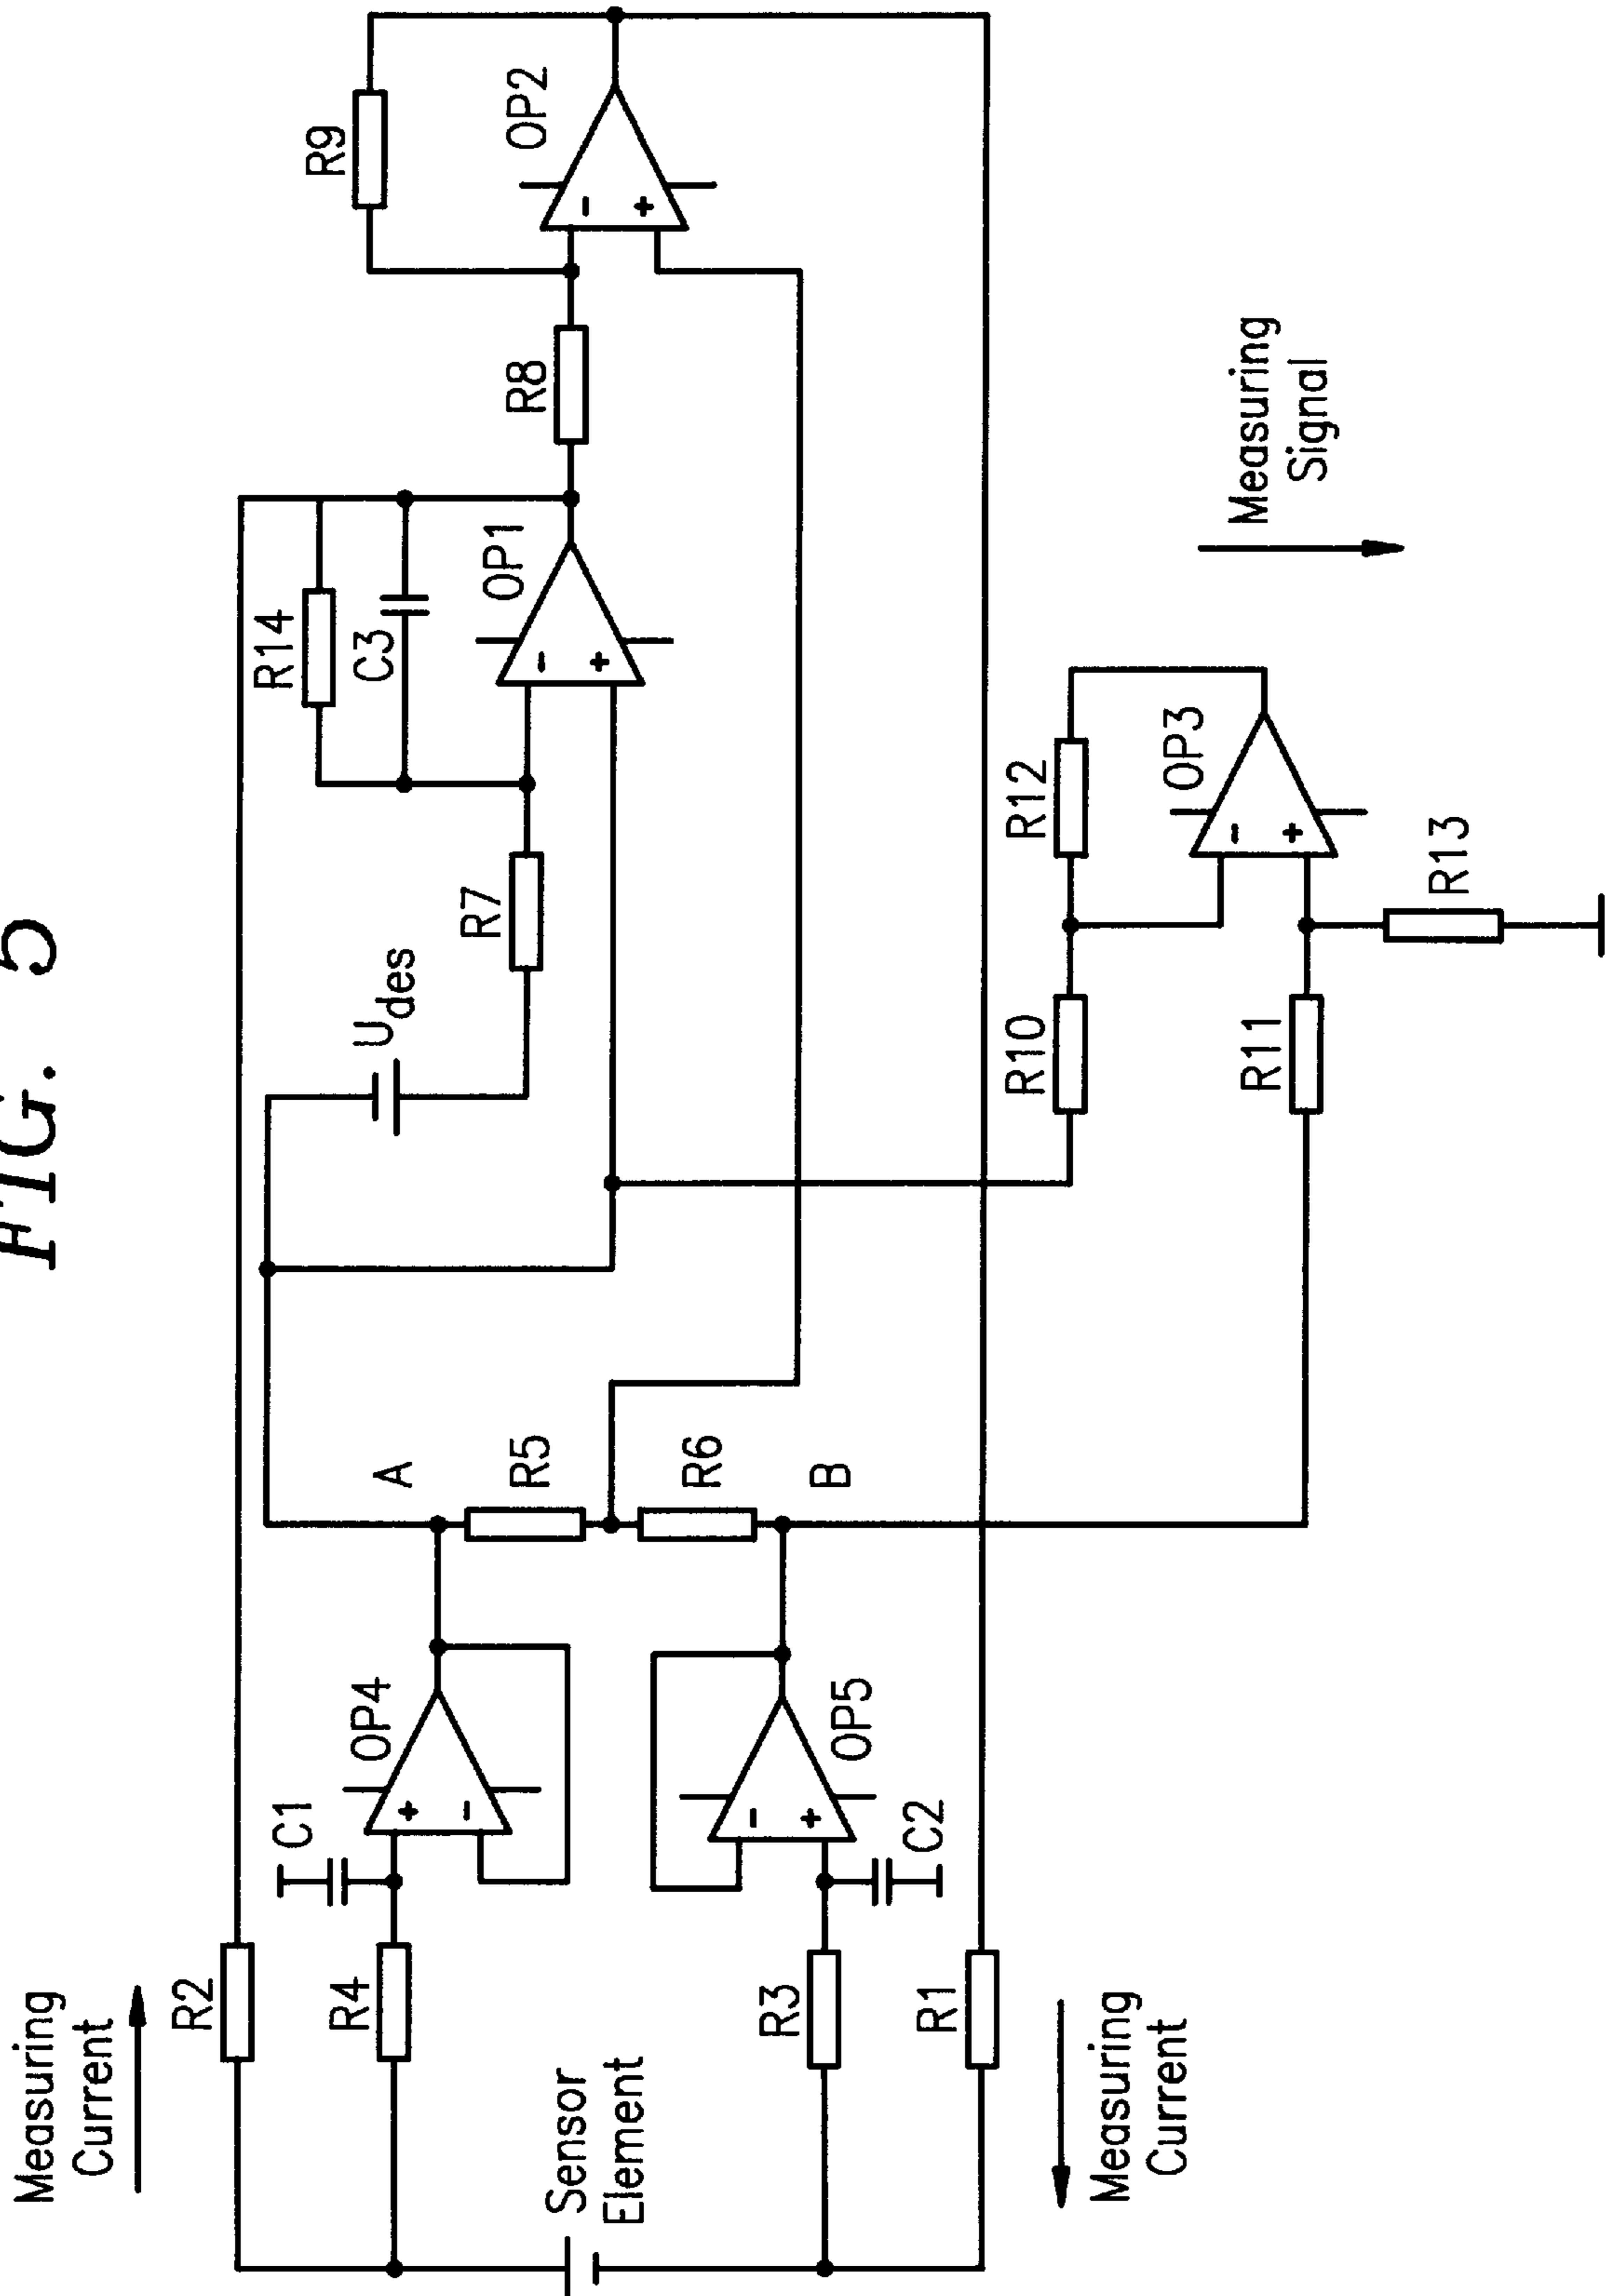 FIG. 5
Measuring
Current
R2
R4
C1
OP4
+
-
Sensor
Element
R3
C2
OP5
-
+
R1
Measuring
Current
A
R5
R6
B
Udes
R7
R14
C3
OP1
-
+
R8
R9
OP2
-
+
R10
R12
OP3
-
+
R11
R13
Measuring
Signal